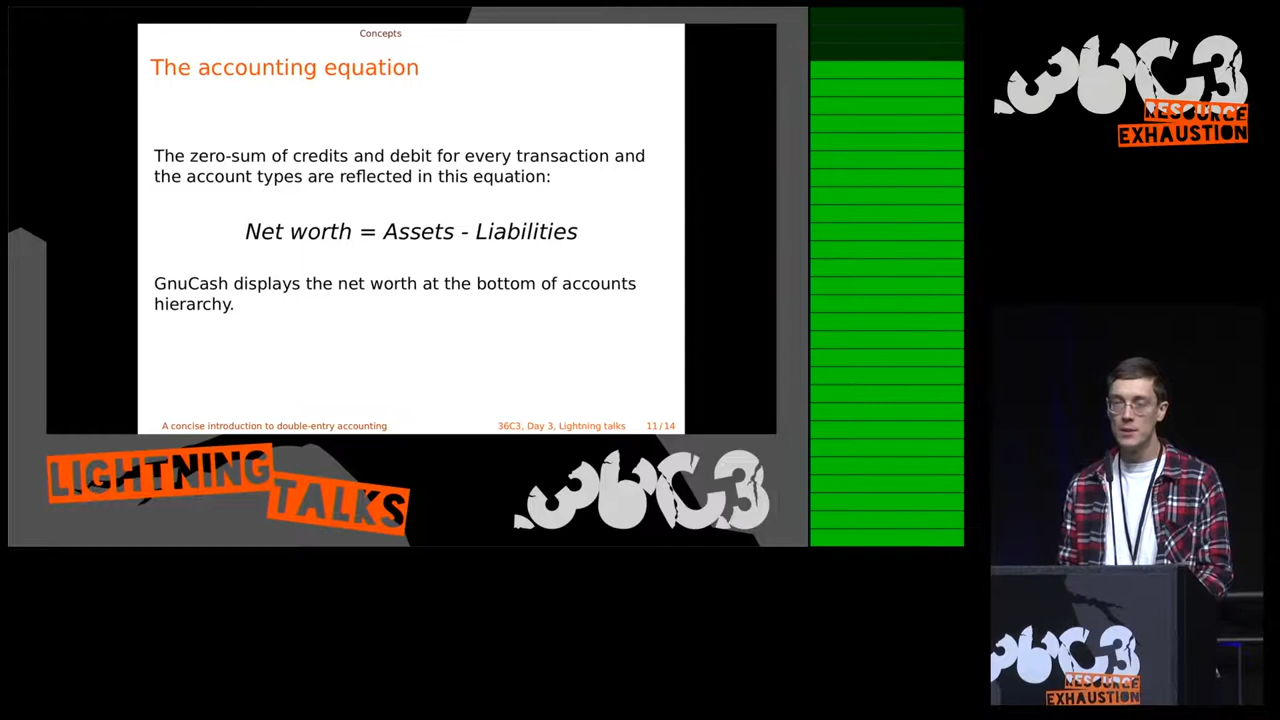 Concepts
The accounting equation
The zero-sum of credits and debit for every transaction and
the account types are reflected in this equation:
Net worth = Assets - Liabilities
GnuCash displays the net worth at the bottom of accounts
hierarchy.
A concise introduction to double-entry accounting 36C3, Day 3, Lightning talks 11/14
LIGHTNING
TALKS
36C3
36C3
RESOURCE
EXHAUSTION
36C3
RESOURCE
EXHAUSTION